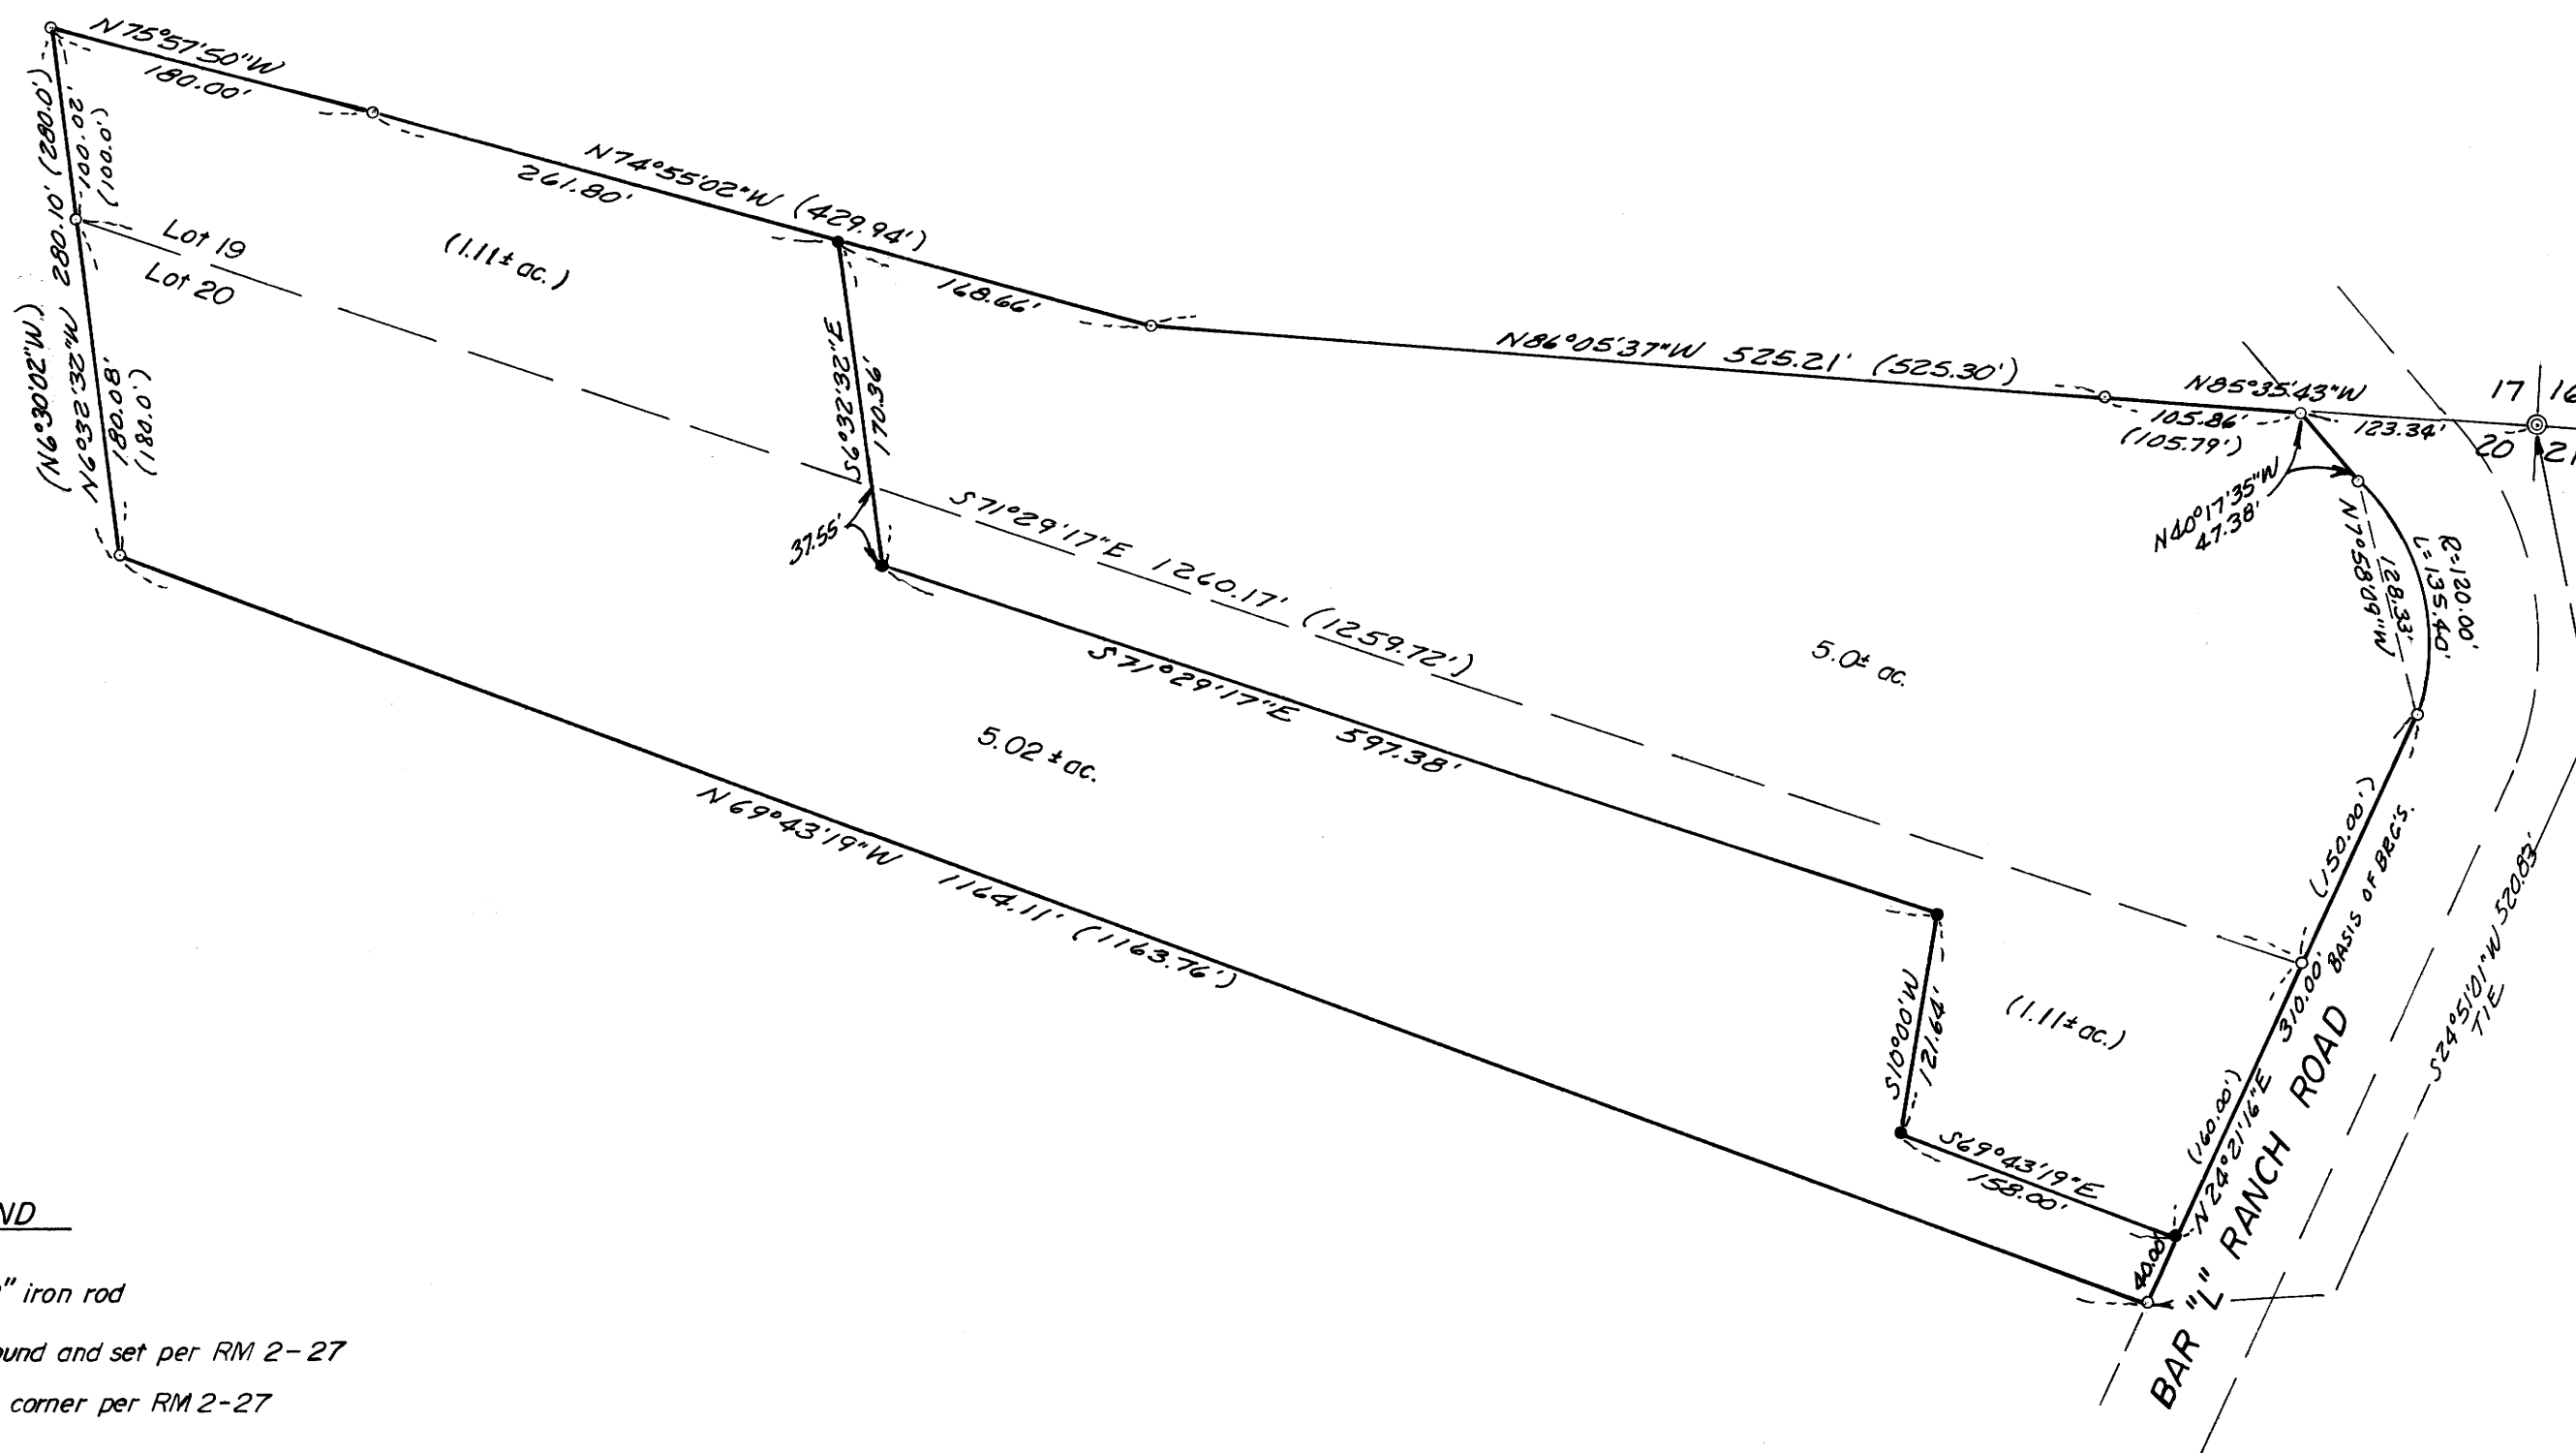 N75°57'50"W
180.00'
N74°55'02"W (429.94')
261.80'
168.66'
N86°05'37"W 525.21' (525.30')
N85°35'43"W
105.86'
(105.79')
123.34'
17 16
20 21
N6°32'32"W 280.10' (280.0')
(N6°30'02"W)
100.02'
(100.0')
180.08'
(180.0')
Lot 19
Lot 20
(1.11± ac.)
S6°32'32"E
170.36'
37.55'
S71°29'17"E 1260.17' (1259.72')
S71°29'17"E 597.38'
5.0± ac.
5.02 ± ac.
N40°17'35"W
47.38'
N7°58'09"W
128.33'
R=120.00'
L=135.40'
N69°43'19"W 1164.11' (1163.76')
S10°00'W
121.64'
(1.11± ac.)
S69°43'19"E
158.00'
40.00'
(150.00')
(160.00')
N24°21'16"E 310.00' BASIS OF BRG'S.
BAR "L" RANCH ROAD
S24°51'01"W 520.83'
TIE
ND
" iron rod
ound and set per RM 2-27
corner per RM 2-27